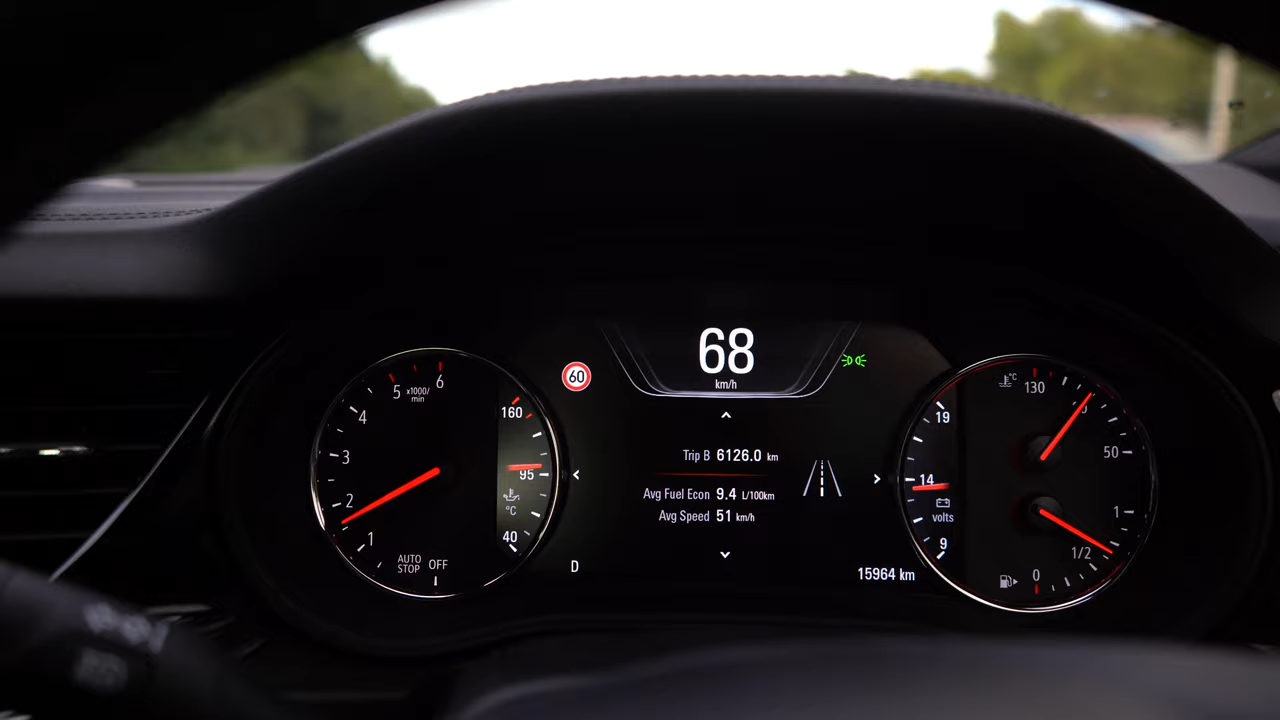 68
km/h
60
Trip B 6126.0 km
Avg Fuel Econ 9.4 L/100km
Avg Speed 51 km/h
D
15964 km
6
5
x1000/
min
4
3
2
1
AUTO
STOP
OFF
160
95
°C
40
19
14
volts
9
°C
130
50
1
1/2
0